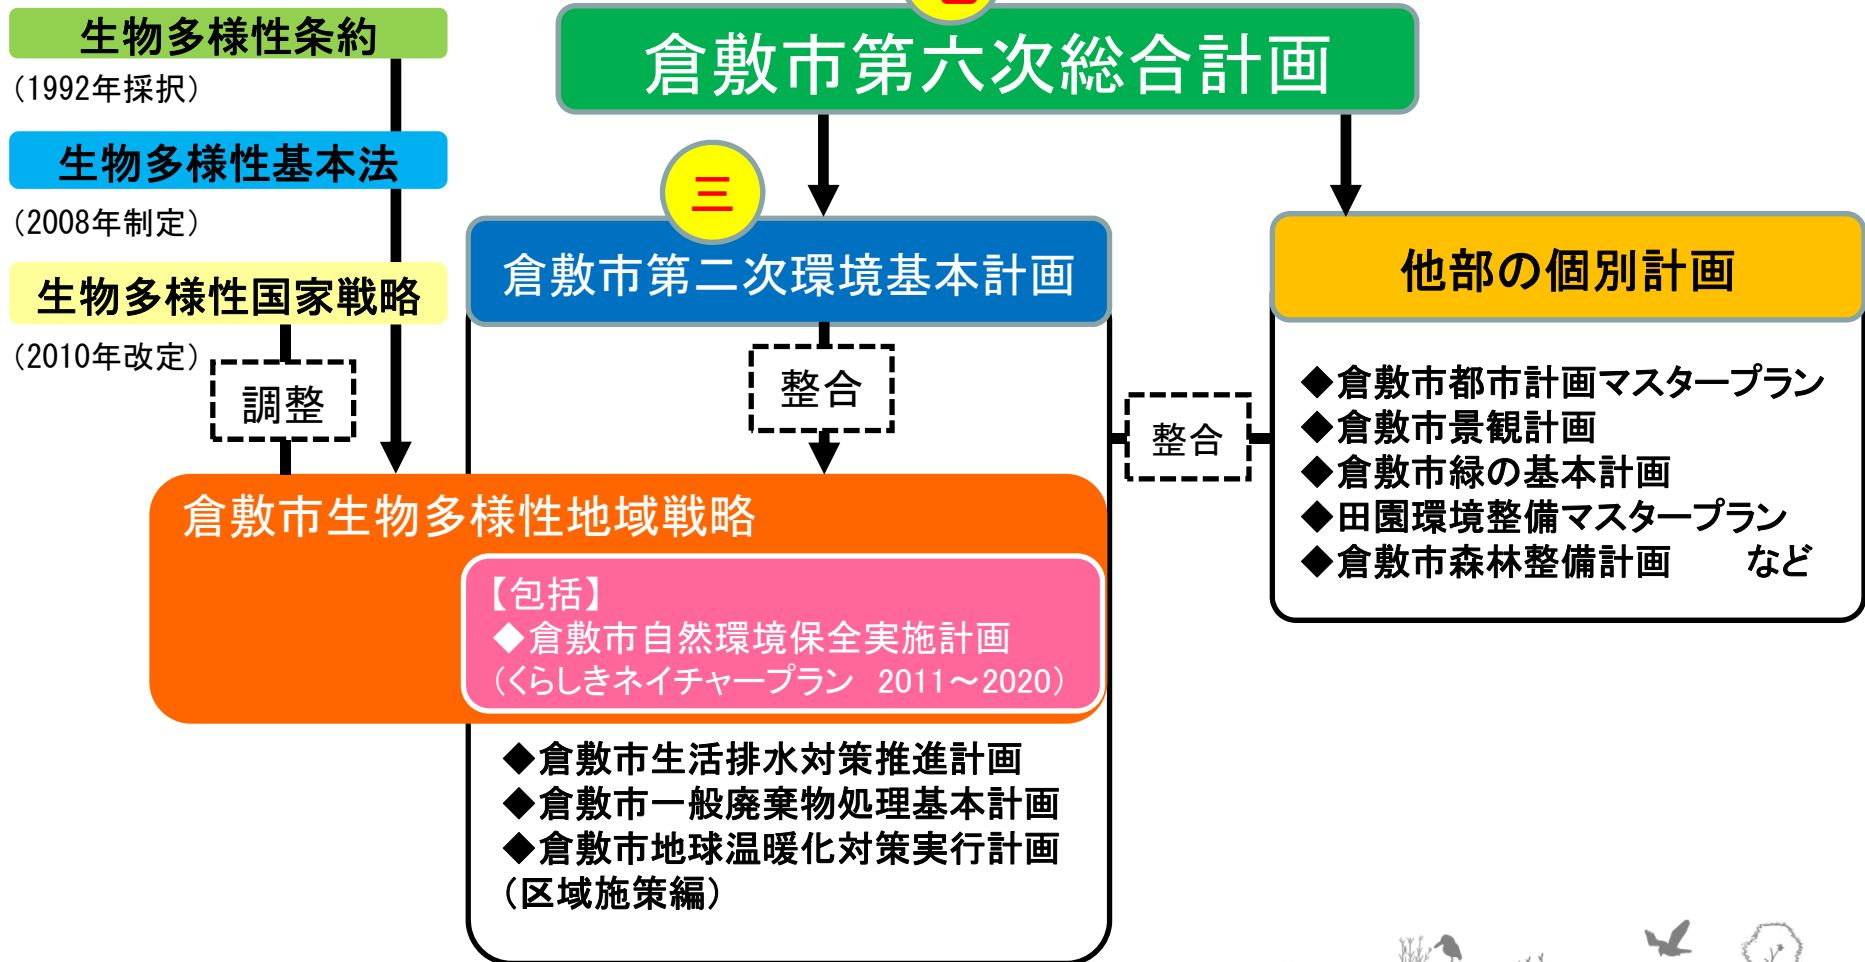 生物多様性条約
(1992年採択)
生物多様性基本法
(2008年制定)
生物多様性国家戦略
(2010年改定)
調整
倉敷市第六次総合計画
三
倉敷市第二次環境基本計画
整合
倉敷市生物多様性地域戦略
【包括】
◆倉敷市自然環境保全実施計画
(くらしきネイチャープラン 2011～2020)
◆倉敷市生活排水対策推進計画
◆倉敷市一般廃棄物処理基本計画
◆倉敷市地球温暖化対策実行計画
(区域施策編)
整合
他部の個別計画
◆倉敷市都市計画マスタープラン
◆倉敷市景観計画
◆倉敷市緑の基本計画
◆田園環境整備マスタープラン
◆倉敷市森林整備計画 など